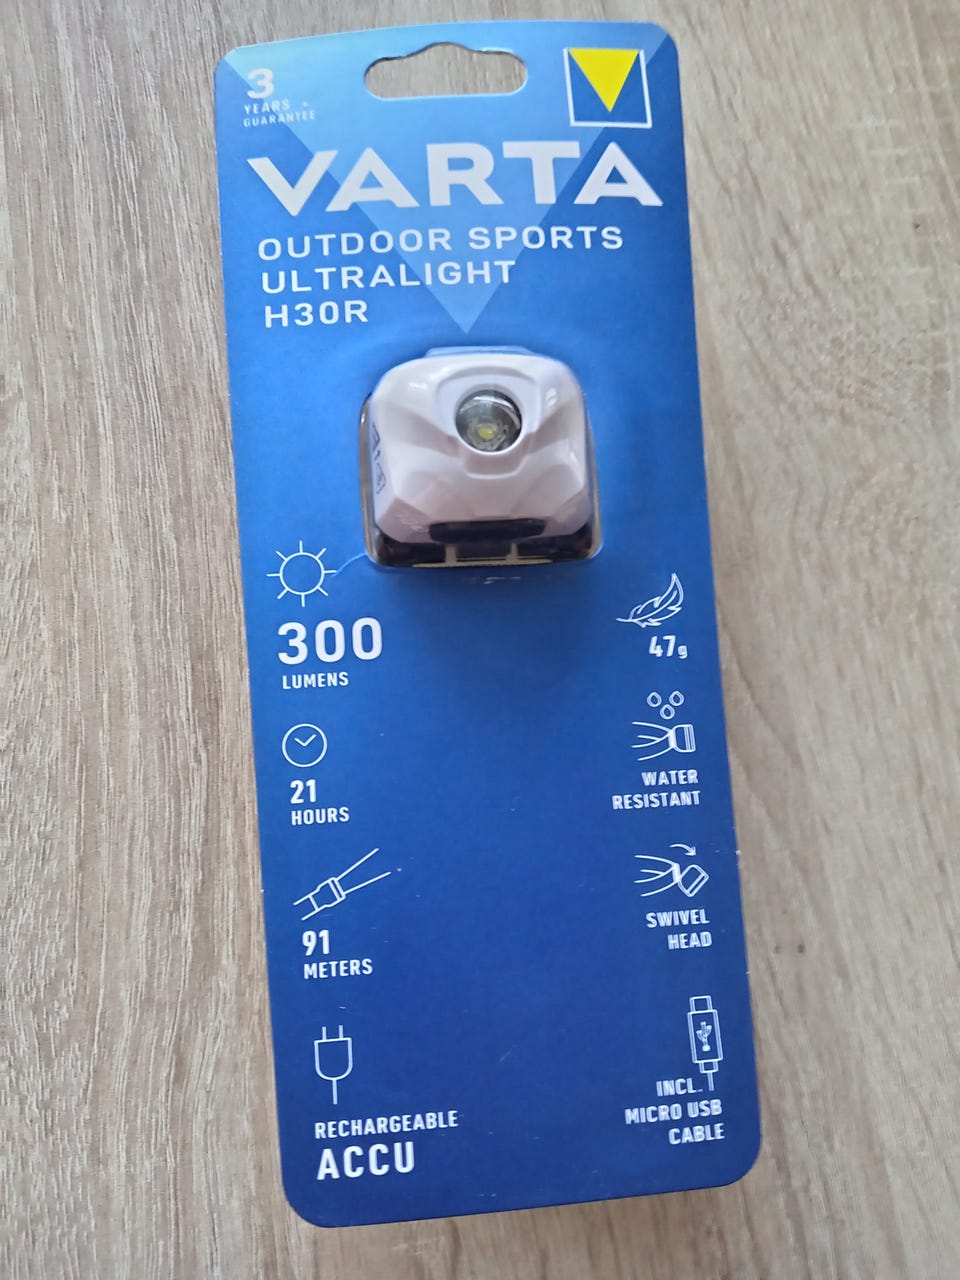 3
YEARS
GUARANTEE
VARTA
OUTDOOR SPORTS
ULTRALIGHT
H30R
300
LUMENS
47g
21
HOURS
WATER
RESISTANT
91
METERS
SWIVEL
HEAD
RECHARGEABLE
ACCU
INCL.
MICRO USB
CABLE